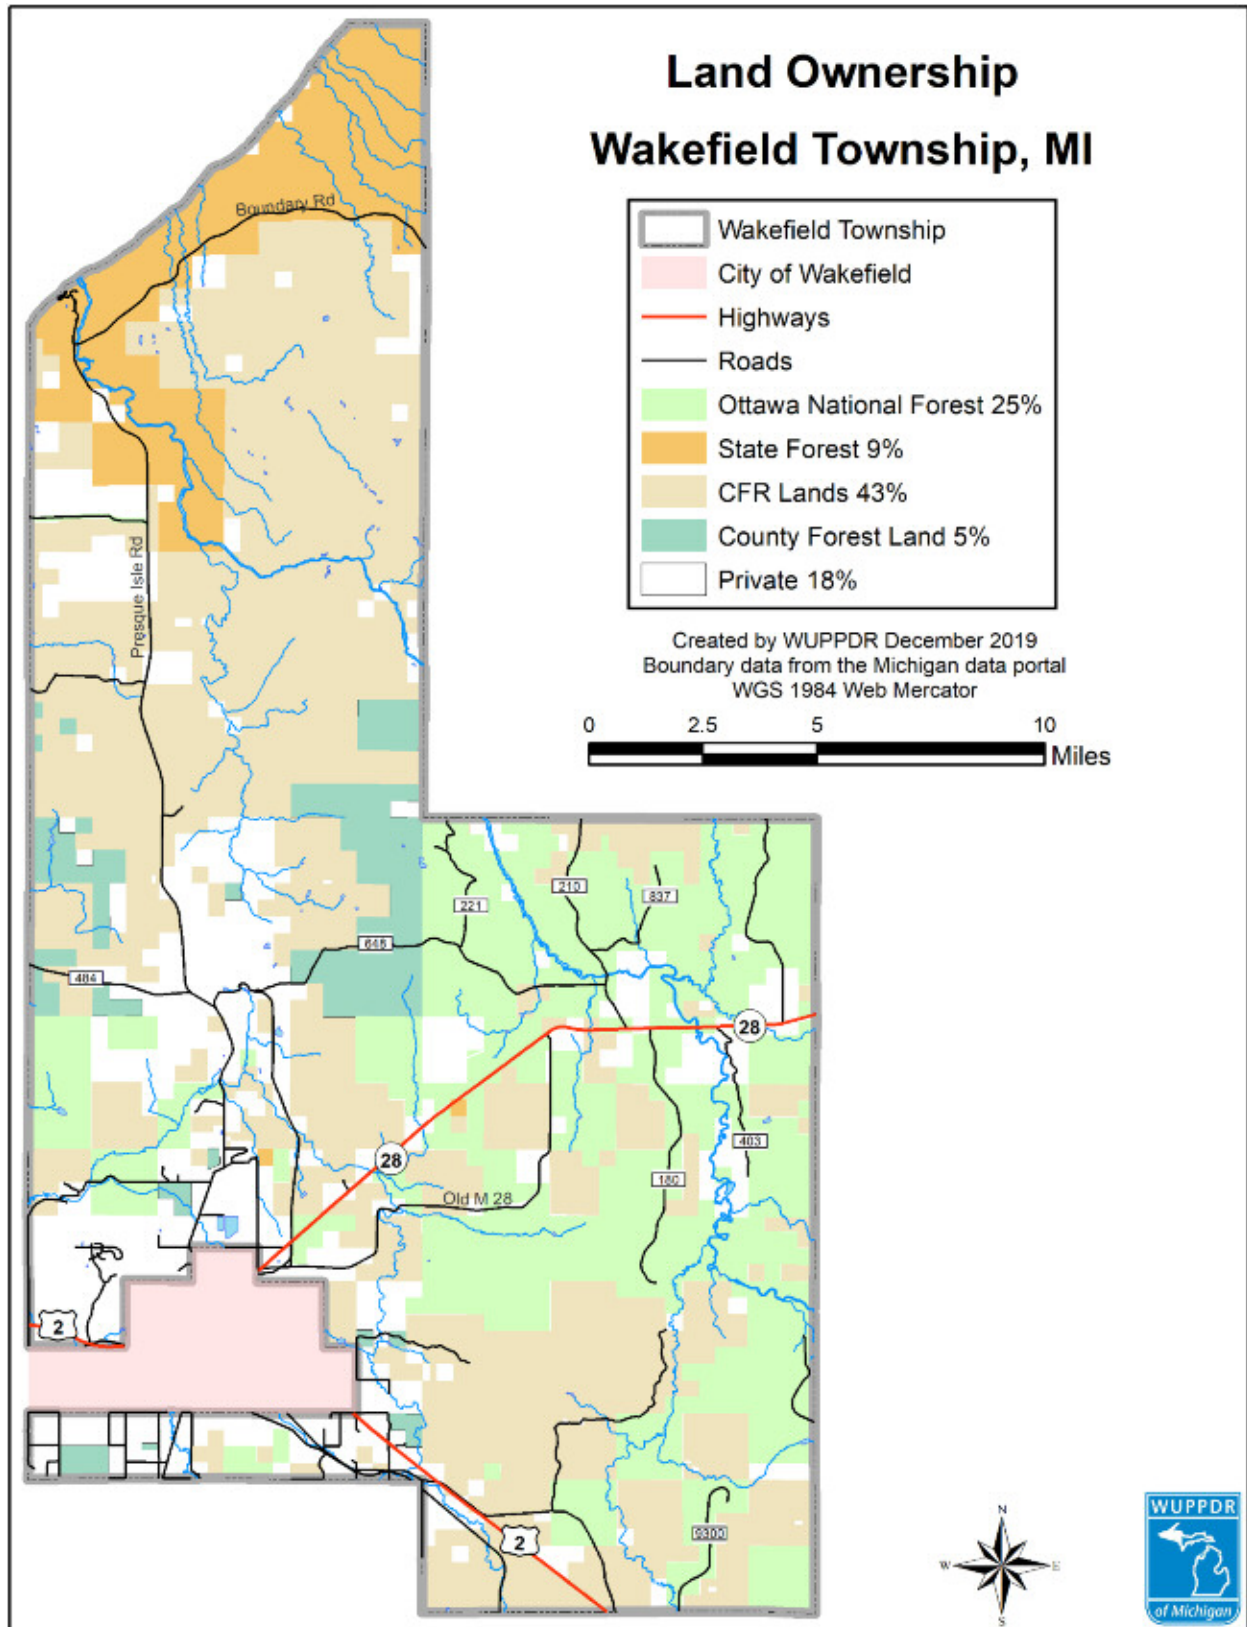 Land Ownership
Wakefield Township, MI
Wakefield Township
City of Wakefield
Highways
Roads
Ottawa National Forest 25%
State Forest 9%
CFR Lands 43%
County Forest Land 5%
Private 18%
Created by WUPPDR December 2019
Boundary data from the Michigan data portal
WGS 1984 Web Mercator
0 2.5 5 10
Miles
Boundary Rd
Presque Isle Rd
210
837
221
645
484
28
403
28
180
Old M 28
2
9300
2
N
W E
S
WUPPDR
of Michigan